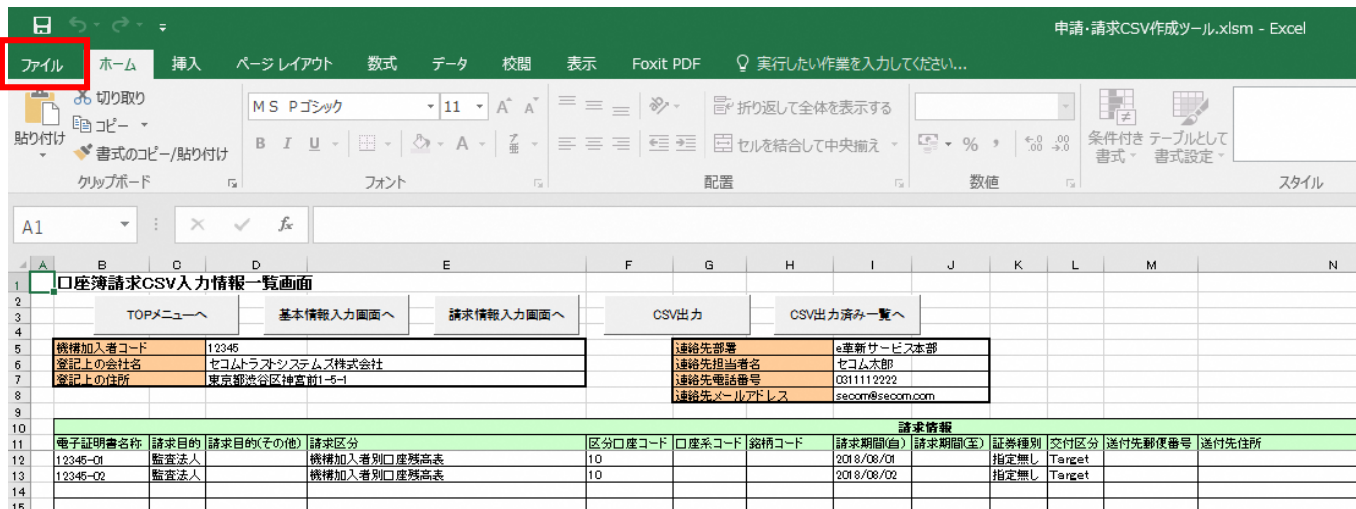 申請・請求CSV作成ツール.xlsm - Excel
ファイル ホーム 挿入 ページ レイアウト 数式 データ 校閲 表示 Foxit PDF 実行したい作業を入力してください...
切り取り
コピー
書式のコピー/貼り付け
貼り付け
クリップボード
ＭＳ Ｐゴシック 11 A A
B I U A 亜
フォント
折り返して全体を表示する
セルを結合して中央揃え
配置
% , .0 .00 .00 .0
数値
条件付き書式 テーブルとして書式設定
スタイル
A1 fx
A B C D E F G H I J K L M N
1 口座簿請求CSV入力情報一覧画面
2
3 TOPメニューへ 基本情報入力画面へ 請求情報入力画面へ CSV出力 CSV出力済み一覧へ
4
5 機構加入者コード 12345 連絡先部署 e革新サービス本部
6 登記上の会社名 セコムトラストシステムズ株式会社 連絡先担当者名 セコム太郎
7 登記上の住所 東京都渋谷区神宮前1-5-1 連絡先電話番号 0311112222
8 連絡先メールアドレス secom@secom.com
9
10 請求情報
11 電子証明書名称 請求目的 請求目的(その他) 請求区分 区分口座コード 口座系コード 銘柄コード 請求期間(自) 請求期間(至) 証券種別 交付区分 送付先郵便番号 送付先住所
12 12345-01 監査法人 機構加入者別口座残高表 10 2018/08/01 指定無し Target
13 12345-02 監査法人 機構加入者別口座残高表 10 2018/08/02 指定無し Target
14
15